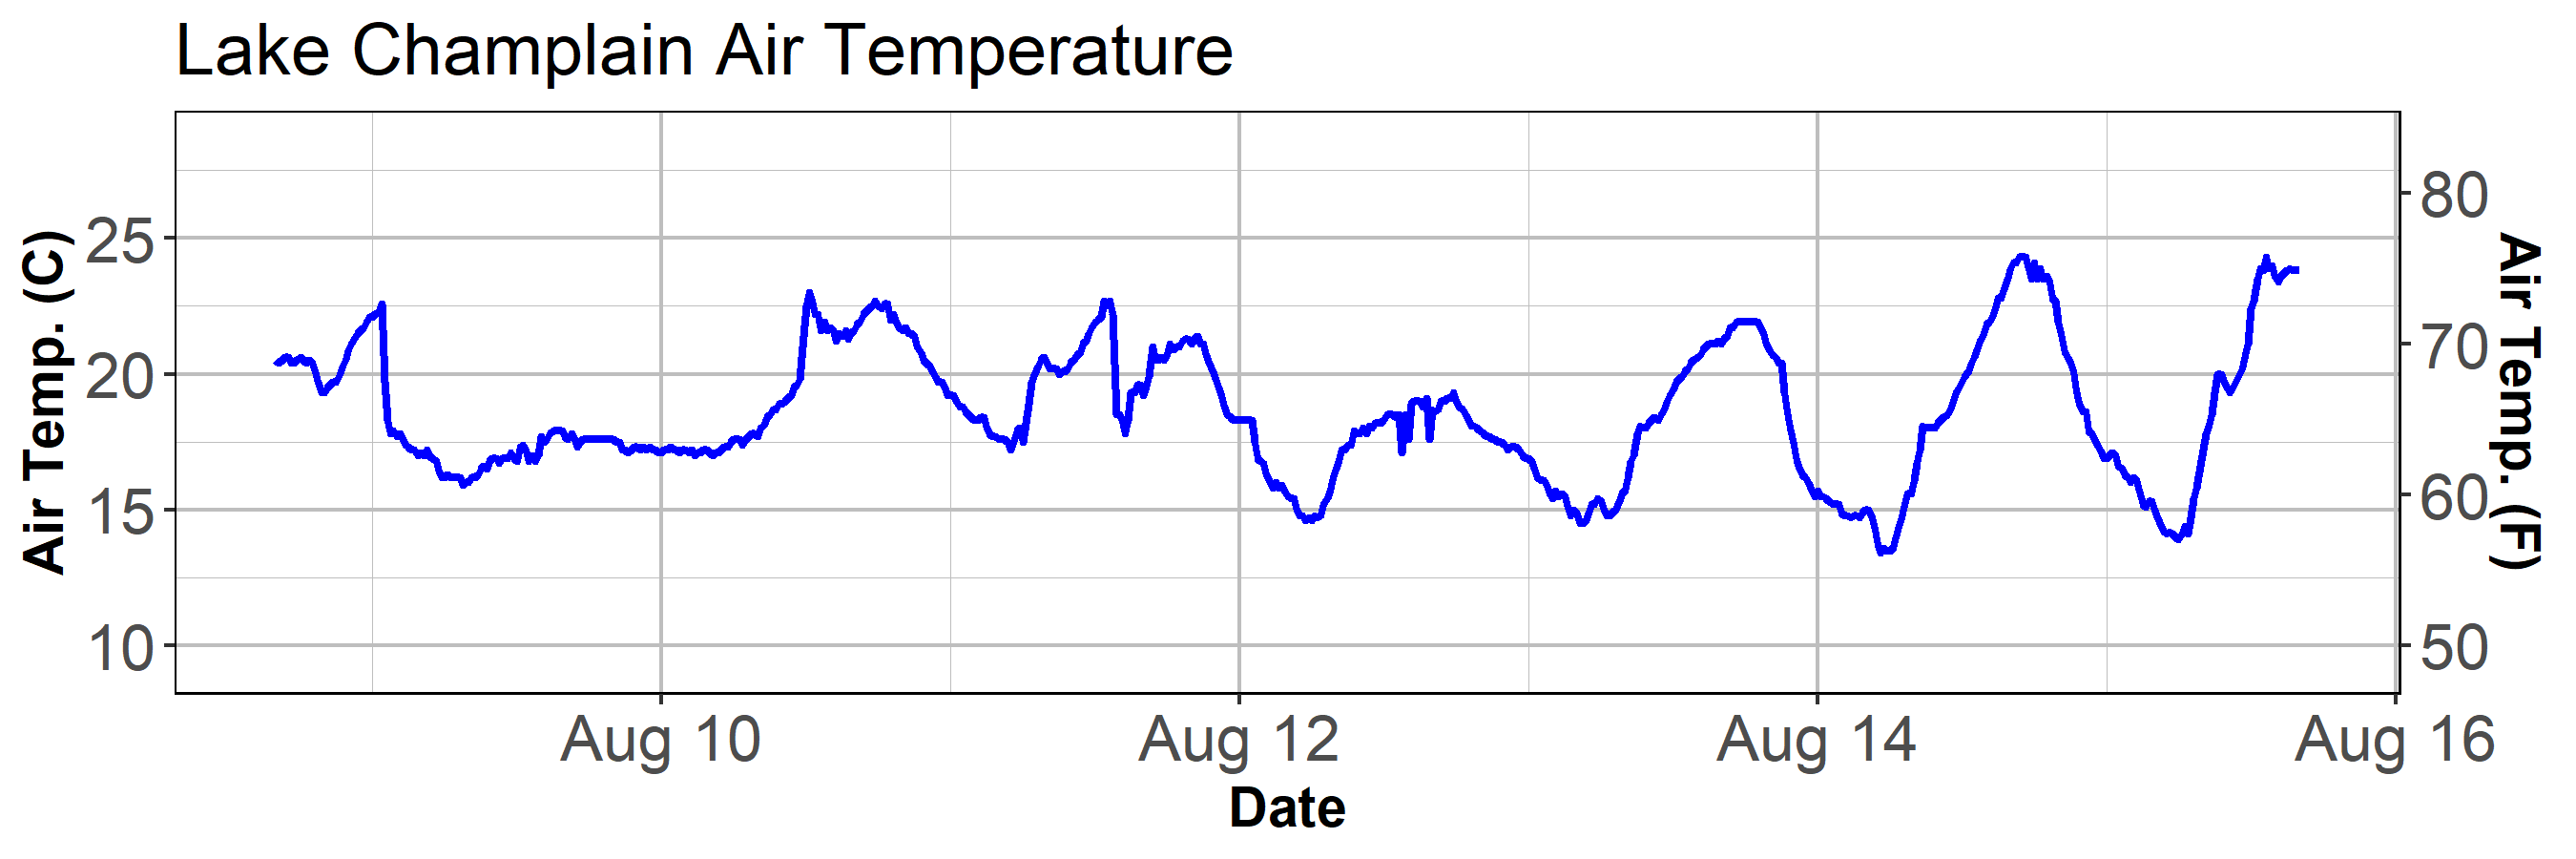 Lake Champlain Air Temperature
Air Temp. (C)
25
20
15
10
80
70
60
50
Air Temp. (F)
Aug 10 Aug 12 Aug 14 Aug 16
Date